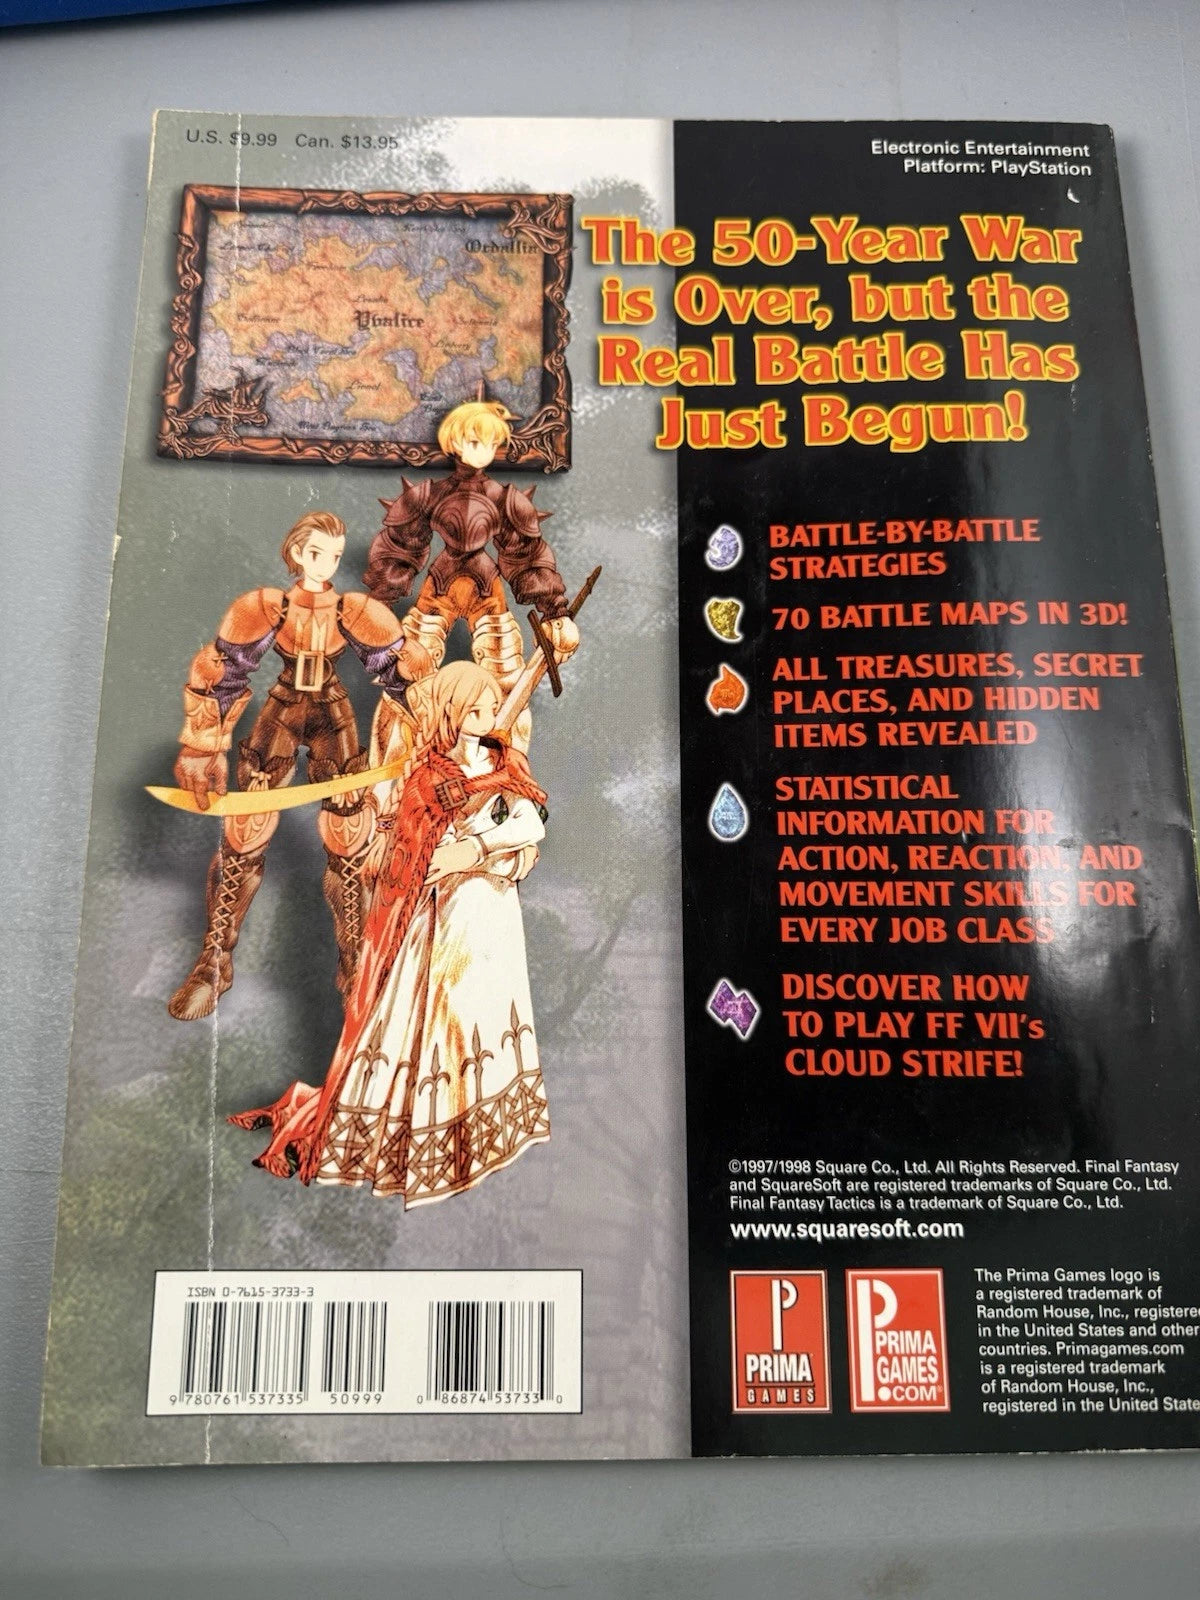 U.S. $9.99 Can. $13.95
Electronic Entertainment
Platform: PlayStation
Ordallia
Lesalia
Yvalice
Limberry
Lionel
The 50-Year War
is Over, but the
Real Battle Has
Just Begun!
BATTLE-BY-BATTLE
STRATEGIES
70 BATTLE MAPS IN 3D!
ALL TREASURES, SECRET
PLACES, AND HIDDEN
ITEMS REVEALED
STATISTICAL
INFORMATION FOR
ACTION, REACTION, AND
MOVEMENT SKILLS FOR
EVERY JOB CLASS
DISCOVER HOW
TO PLAY FF VII's
CLOUD STRIFE!
©1997/1998 Square Co., Ltd. All Rights Reserved. Final Fantasy
and SquareSoft are registered trademarks of Square Co., Ltd.
Final Fantasy Tactics is a trademark of Square Co., Ltd.
www.squaresoft.com
ISBN 0-7615-3733-3
9 780761 537335 50999
0 86874 53733 0
PRIMA
GAMES
PRIMA
GAMES
.COM®
The Prima Games logo is
a registered trademark of
Random House, Inc., registere
in the United States and other
countries. Primagames.com
is a registered trademark
of Random House, Inc.,
registered in the United State